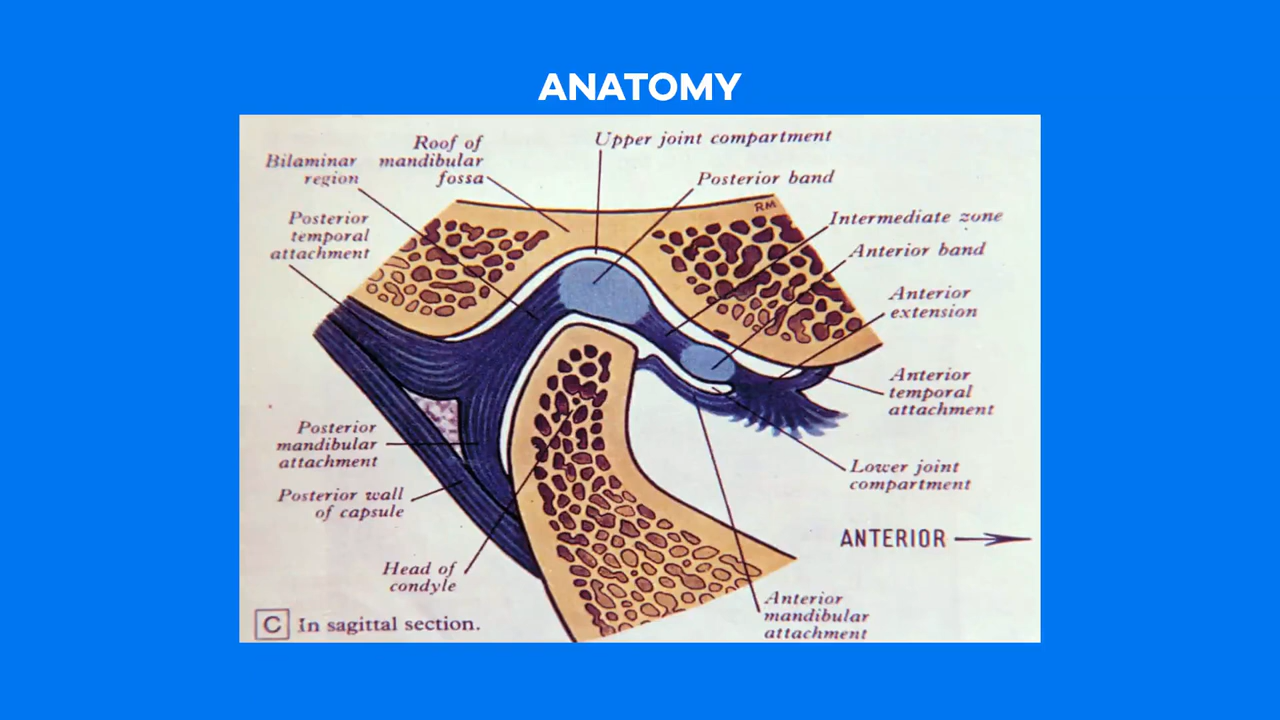 ANATOMY
Roof of
mandibular
fossa
Upper joint compartment
Bilaminar
region
Posterior band
Posterior
temporal
attachment
RM
Intermediate zone
Anterior band
Anterior
extension
Anterior
temporal
attachment
Posterior
mandibular
attachment
Lower joint
compartment
Posterior wall
of capsule
ANTERIOR
Head of
condyle
Anterior
mandibular
attachment
C In sagittal section.